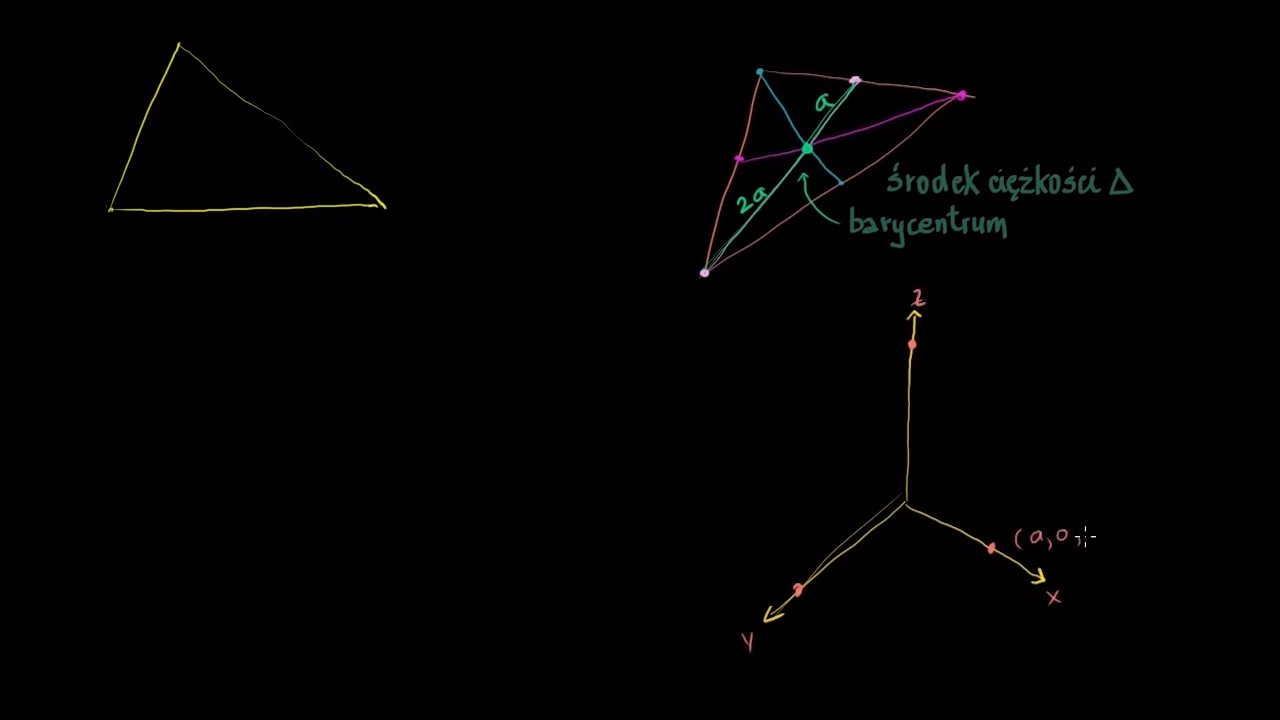 a
2a
środek ciężkości Δ
barycentrum
z
(a,0,
x
y